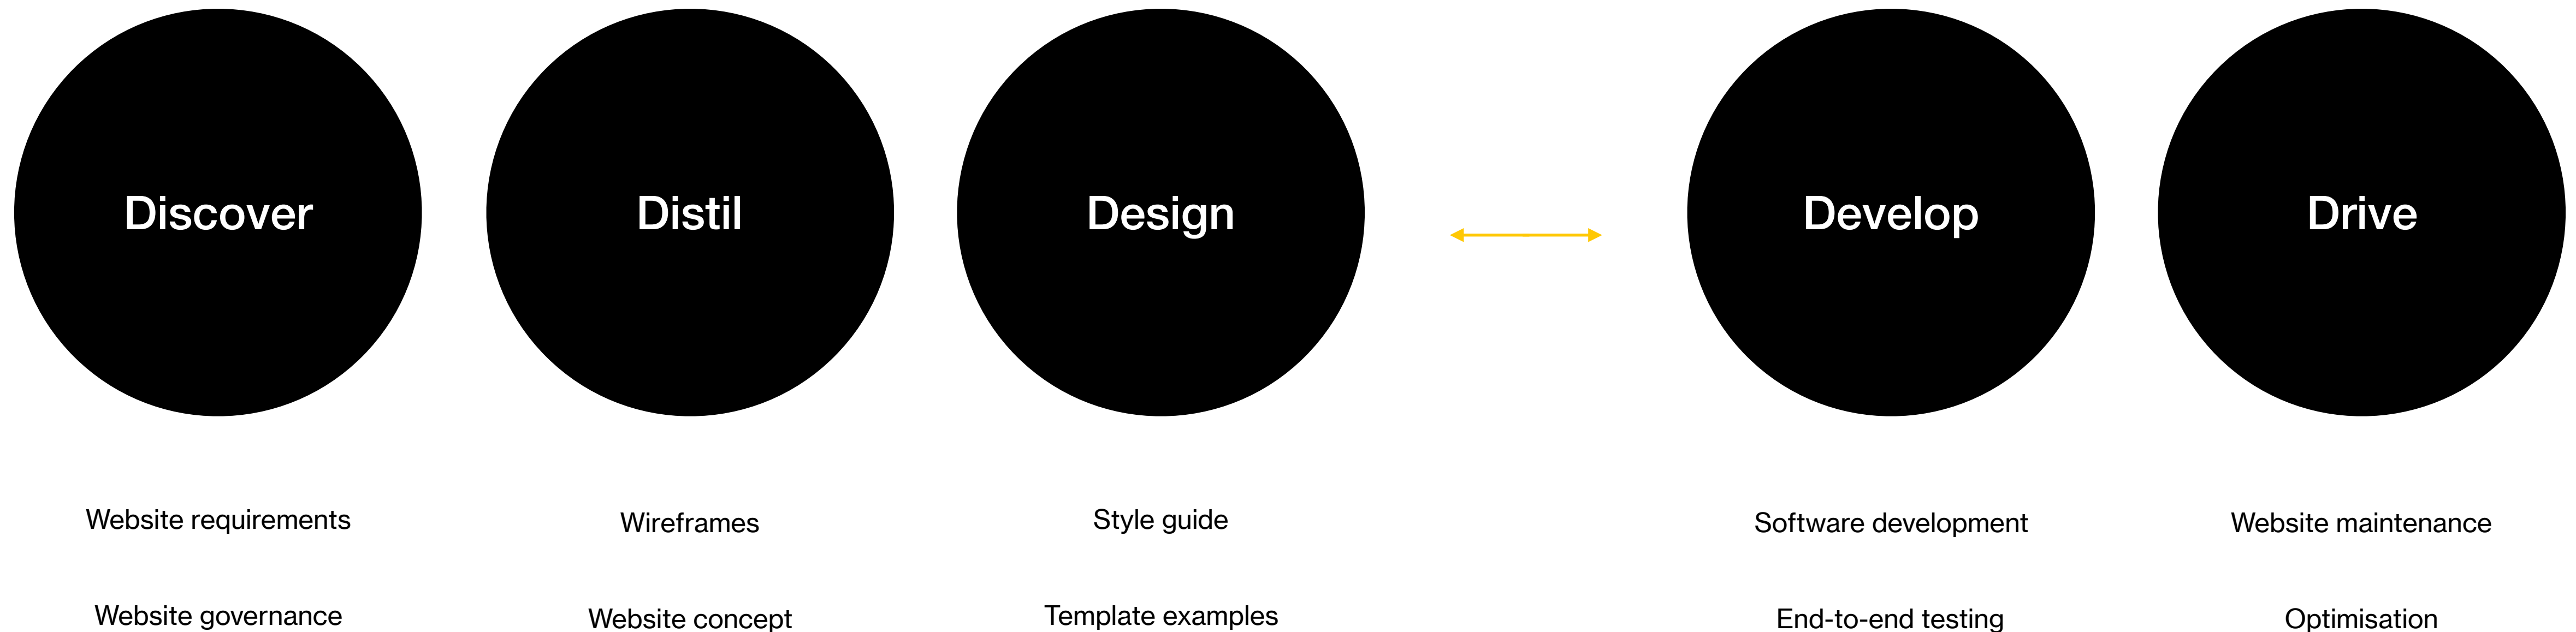 Discover
Distil
Design
Develop
Drive
Website requirements
Wireframes
Style guide
Software development
Website maintenance
Website governance
Website concept
Template examples
End-to-end testing
Optimisation